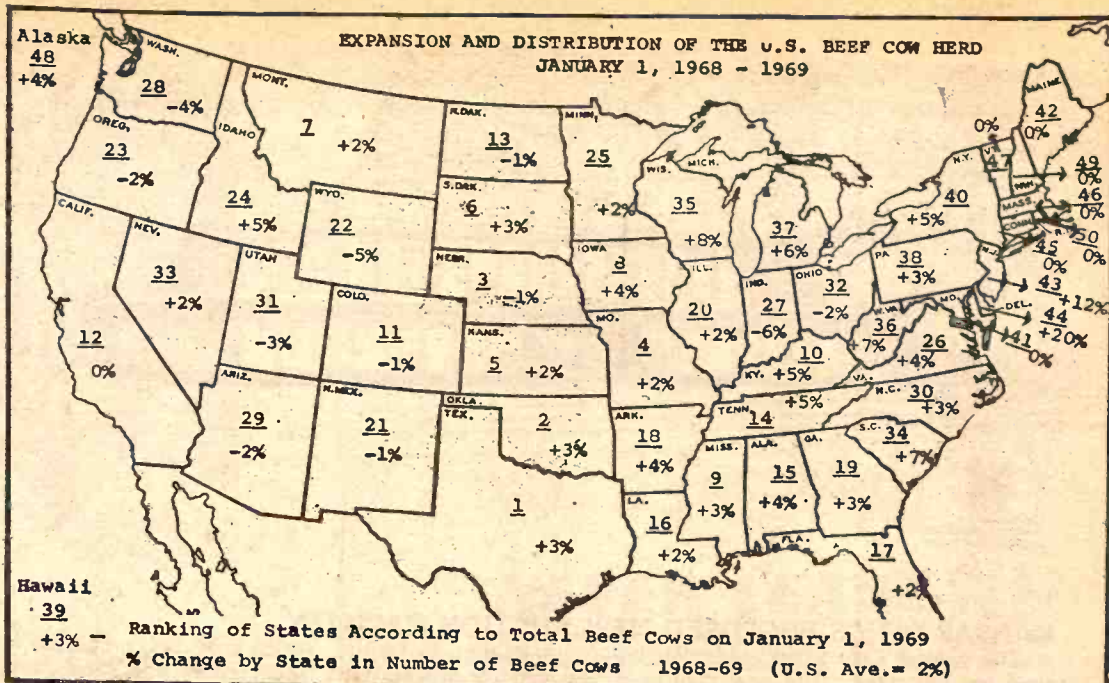 EXPANSION AND DISTRIBUTION OF THE U.S. BEEF COW HERD
JANUARY 1, 1968 - 1969
Alaska
48
+4%
WASH.
28
-4%
OREG.
23
-2%
CALIF.
12
0%
NEV.
33
+2%
IDAHO
24
+5%
MONT.
7
+2%
WYO.
22
-5%
UTAH
31
-3%
COLO.
11
-1%
ARIZ.
29
-2%
N.MEX.
21
-1%
N.DAK.
13
-1%
S.DAK.
6
+3%
NEBR.
3
-1%
KANS.
5
+2%
OKLA.
2
+3%
TEX.
1
+3%
MINN.
25
+2%
IOWA
8
+4%
MO.
4
+2%
ARK.
18
+4%
LA.
16
+2%
WIS.
35
+8%
MICH.
37
+6%
ILL.
20
+2%
IND.
27
-6%
OHIO
32
-2%
KY.
10
+5%
TENN.
14
+5%
MISS.
9
+3%
ALA.
15
+4%
GA.
19
+3%
FLA.
17
+2%
S.C.
34
+7%
N.C.
30
+3%
VA.
26
+4%
W.VA.
36
+7%
PA
38
+3%
N.Y.
40
+5%
VT.
47
0%
MAINE
42
0%
N.H.
49
0%
MASS.
46
0%
R.I.
50
0%
CONN.
45
0%
N.J.
43
+12%
DEL.
44
+20%
MD.
41
0%
Hawaii
39
+3%
— Ranking of States According to Total Beef Cows on January 1, 1969
% Change by State in Number of Beef Cows 1968-69 (U.S. Ave.= 2%)